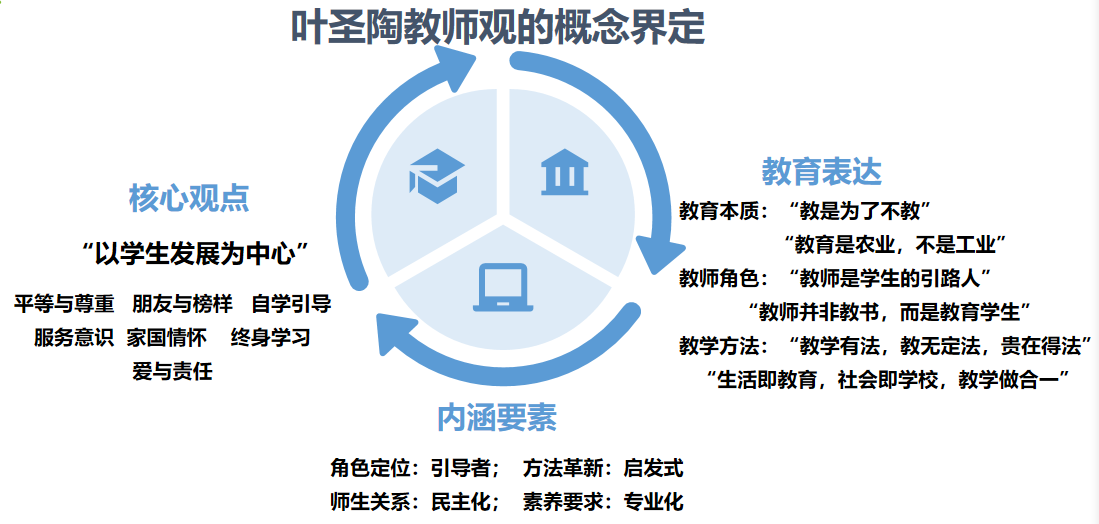 叶圣陶教师观的概念界定
核心观点
“以学生发展为中心”
平等与尊重 朋友与榜样 自学引导
服务意识 家国情怀 终身学习
爱与责任
教育表达
教育本质：“教是为了不教”
“教育是农业，不是工业”
教师角色：“教师是学生的引路人”
“教师并非教书，而是教育学生”
教学方法：“教学有法，教无定法，贵在得法”
“生活即教育，社会即学校，教学做合一”
内涵要素
角色定位：引导者； 方法革新：启发式
师生关系：民主化； 素养要求：专业化